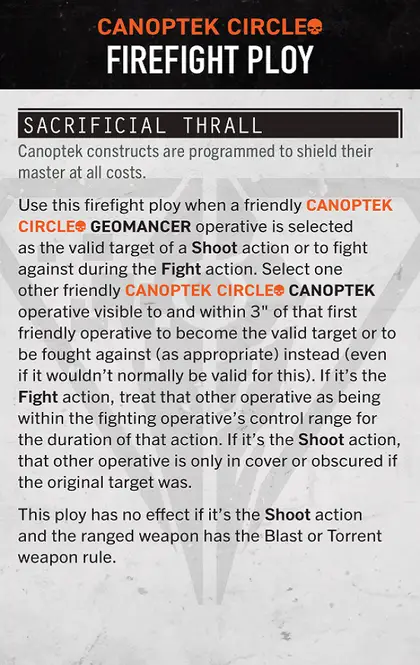 CANOPTEK CIRCLE
FIREFIGHT PLOY
SACRIFICIAL THRALL
Canoptek constructs are programmed to shield their
master at all costs.
Use this firefight ploy when a friendly CANOPTEK
CIRCLE GEOMANCER operative is selected
as the valid target of a Shoot action or to fight
against during the Fight action. Select one
other friendly CANOPTEK CIRCLE CANOPTEK
operative visible to and within 3" of that first
friendly operative to become the valid target or to
be fought against (as appropriate) instead (even
if it wouldn’t normally be valid for this). If it’s the
Fight action, treat that other operative as being
within the fighting operative’s control range for
the duration of that action. If it’s the Shoot action,
that other operative is only in cover or obscured if
the original target was.
This ploy has no effect if it’s the Shoot action
and the ranged weapon has the Blast or Torrent
weapon rule.